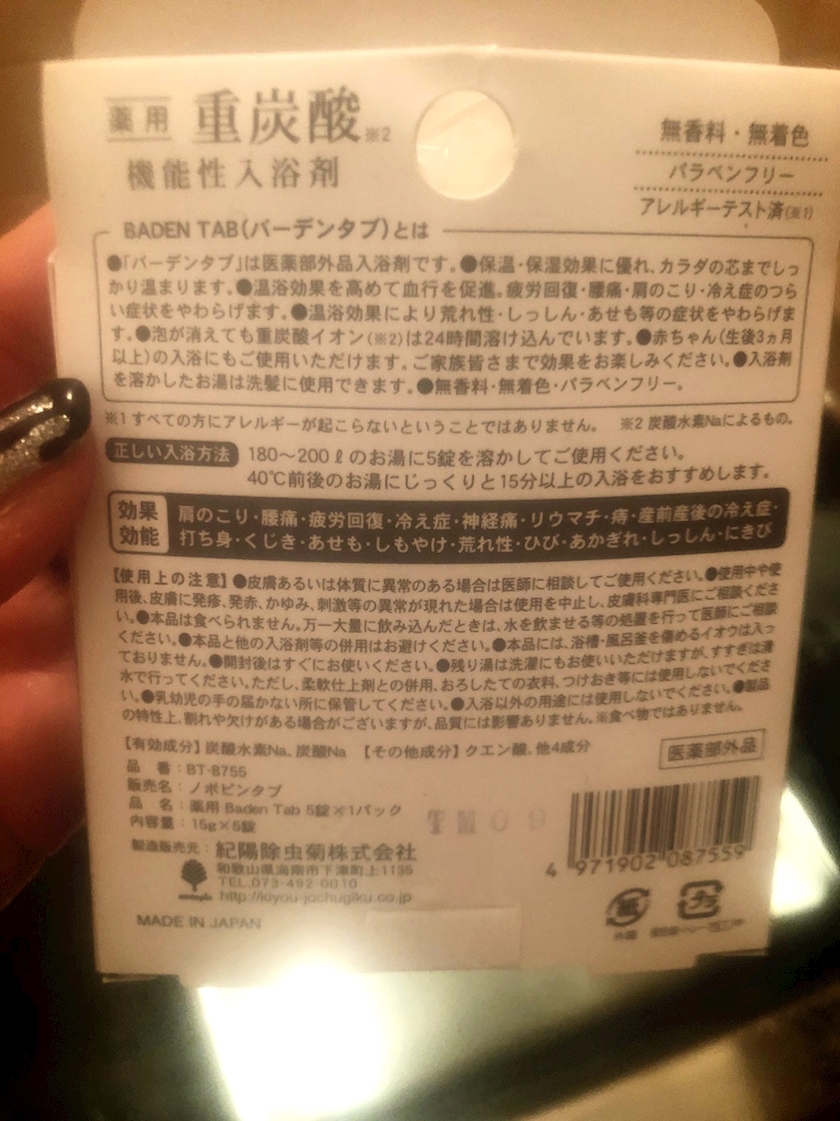 薬用 重炭酸※2
機能性入浴剤
無香料・無着色
パラベンフリー
アレルギーテスト済(※1)
BADEN TAB(バーデンタブ)とは
●「バーデンタブ」は医薬部外品入浴剤です。●保温・保湿効果に優れ、カラダの芯までしっ
かり温まります。●温浴効果を高めて血行を促進。疲労回復・腰痛・肩のこり・冷え症のつら
い症状をやわらげます。●温浴効果により荒れ性・しっしん・あせも等の症状をやわらげま
す。●泡が消えても重炭酸イオン(※2)は24時間溶け込んでいます。●赤ちゃん(生後3ヵ月
以上)の入浴にもご使用いただけます。ご家族皆さまで効果をお楽しみください。●入浴剤
を溶かしたお湯は洗髪に使用できます。●無香料・無着色・パラベンフリー。
※1 すべての方にアレルギーが起こらないということではありません。 ※2 炭酸水素Naによるもの。
正しい入浴方法 180〜200ℓのお湯に5錠を溶かしてご使用ください。
40℃前後のお湯にじっくりと15分以上の入浴をおすすめします。
効果
効能
肩のこり・腰痛・疲労回復・冷え症・神経痛・リウマチ・痔・産前産後の冷え症・
打ち身・くじき・あせも・しもやけ・荒れ性・ひび・あかぎれ・しっしん・にきび
【使用上の注意】●皮膚あるいは体質に異常のある場合は医師に相談してご使用ください。●使用中や使
用後、皮膚に発疹、発赤、かゆみ、刺激等の異常が現れた場合は使用を中止し、皮膚科専門医にご相談くださ
い。●本品は食べられません。万一大量に飲み込んだときは、水を飲ませる等の処置を行って医師にご相談
ください。●本品と他の入浴剤等の併用はお避けください。●本品には、浴槽・風呂釜を傷めるイオウは入っ
ておりません。●開封後はすぐにお使いください。●残り湯は洗濯にもお使いいただけますが、すすぎは清
水で行ってください。ただし、柔軟仕上剤との併用、おろしたての衣料、つけおき等には使用しないでくださ
い。●乳幼児の手の届かない所に保管してください。●入浴以外の用途には使用しないでください。●製品
の特性上、割れや欠けがある場合がございますが、品質には影響ありません。※食べ物ではありません。
【有効成分】炭酸水素Na、炭酸Na 【その他成分】クエン酸、他4成分
医薬部外品
品 番:BT-8755
販売名:ノボピンタブ
品 名:薬用 Baden Tab 5錠×1パック
内容量:15g×5錠
TM09
製造販売元:紀陽除虫菊株式会社
和歌山県海南市下津町上1135
TEL.073-492-0010
http://kiyou-jochugiku.co.jp
MADE IN JAPAN
4 971902 087559
紙
プラ
外箱